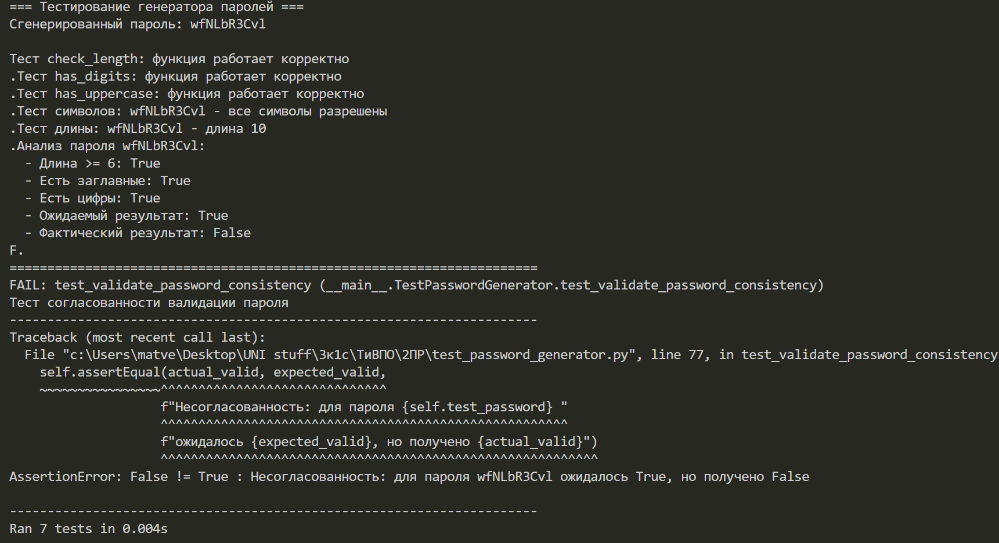 === Тестирование генератора паролей ===
Сгенерированный пароль: wfNLbR3Cvl
Тест check_length: функция работает корректно
.Тест has_digits: функция работает корректно
.Тест has_uppercase: функция работает корректно
.Тест символов: wfNLbR3Cvl - все символы разрешены
.Тест длины: wfNLbR3Cvl - длина 10
.Анализ пароля wfNLbR3Cvl:
  - Длина >= 6: True
  - Есть заглавные: True
  - Есть цифры: True
  - Ожидаемый результат: True
  - Фактический результат: False
F.
======================================================================
FAIL: test_validate_password_consistency (__main__.TestPasswordGenerator.test_validate_password_consistency)
Тест согласованности валидации пароля
----------------------------------------------------------------------
Traceback (most recent call last):
  File "c:\Users\matve\Desktop\UNI stuff\3к1с\ТиВПО\2ПР\test_password_generator.py", line 77, in test_validate_password_consistency
    self.assertEqual(actual_valid, expected_valid,
    ~~~~~~~~~~~~~~~~^^^^^^^^^^^^^^^^^^^^^^^^^^^^^^
                    f"Несогласованность: для пароля {self.test_password} "
                    ^^^^^^^^^^^^^^^^^^^^^^^^^^^^^^^^^^^^^^^^^^^^^^^^^^^^^^
                    f"ожидалось {expected_valid}, но получено {actual_valid}")
                    ^^^^^^^^^^^^^^^^^^^^^^^^^^^^^^^^^^^^^^^^^^^^^^^^^^^^^^^^^^
AssertionError: False != True : Несогласованность: для пароля wfNLbR3Cvl ожидалось True, но получено False
----------------------------------------------------------------------
Ran 7 tests in 0.004s